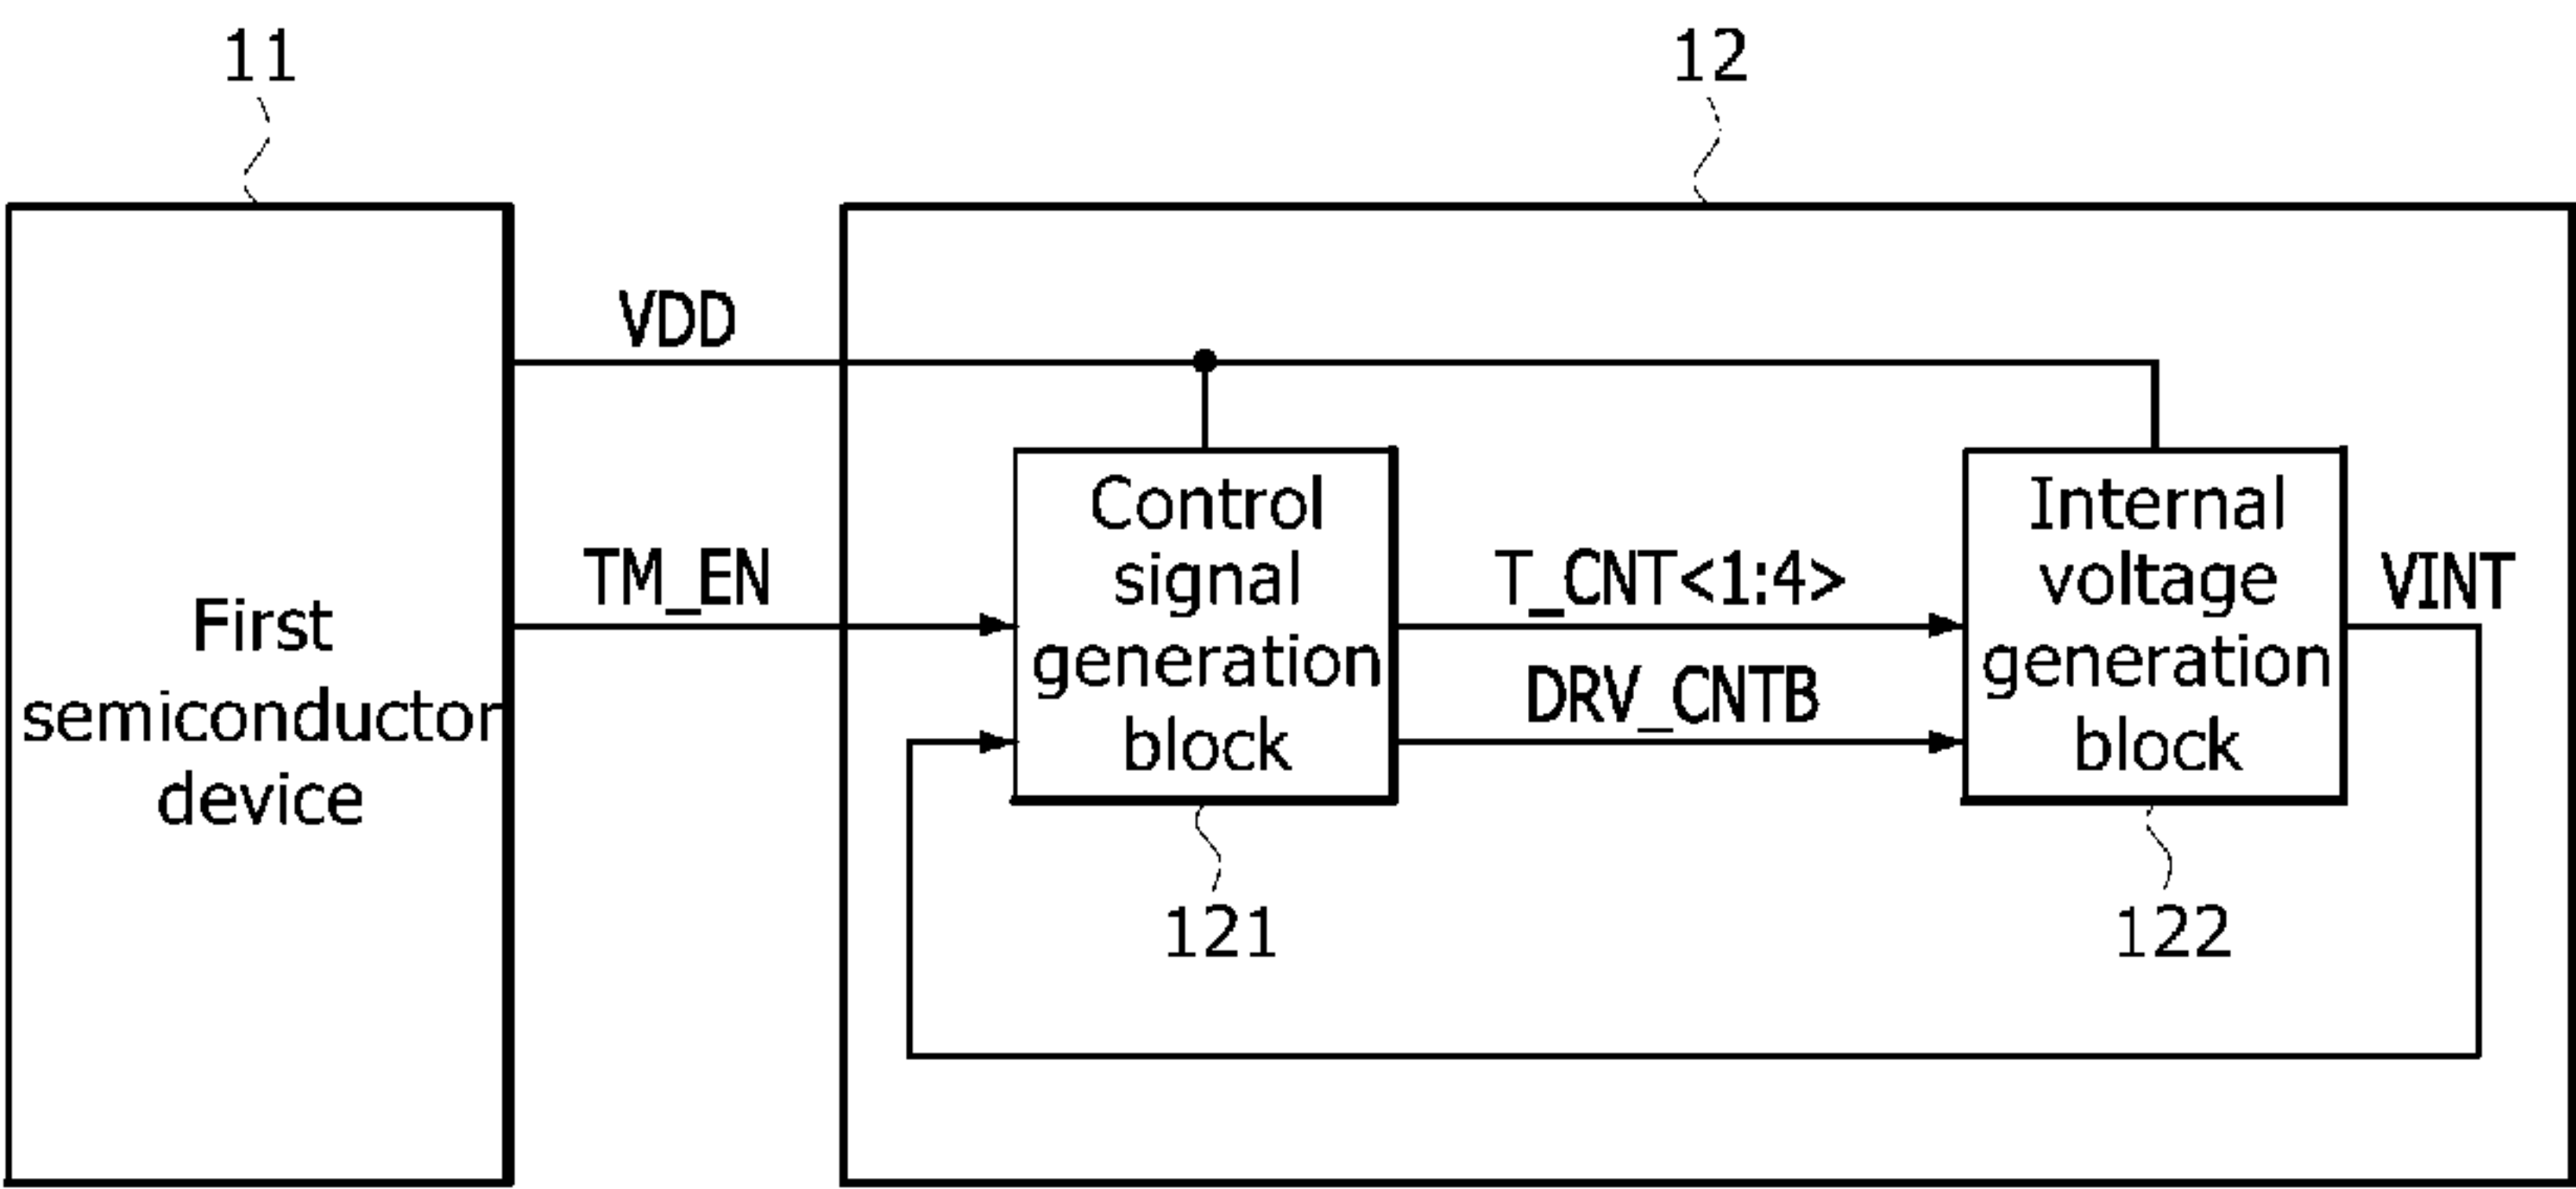 11
12
VDD
TM_EN
First
semiconductor
device
Control
signal
generation
block
T_CNT<1:4>
DRV_CNTB
Internal
voltage
generation
block
VINT
121
122